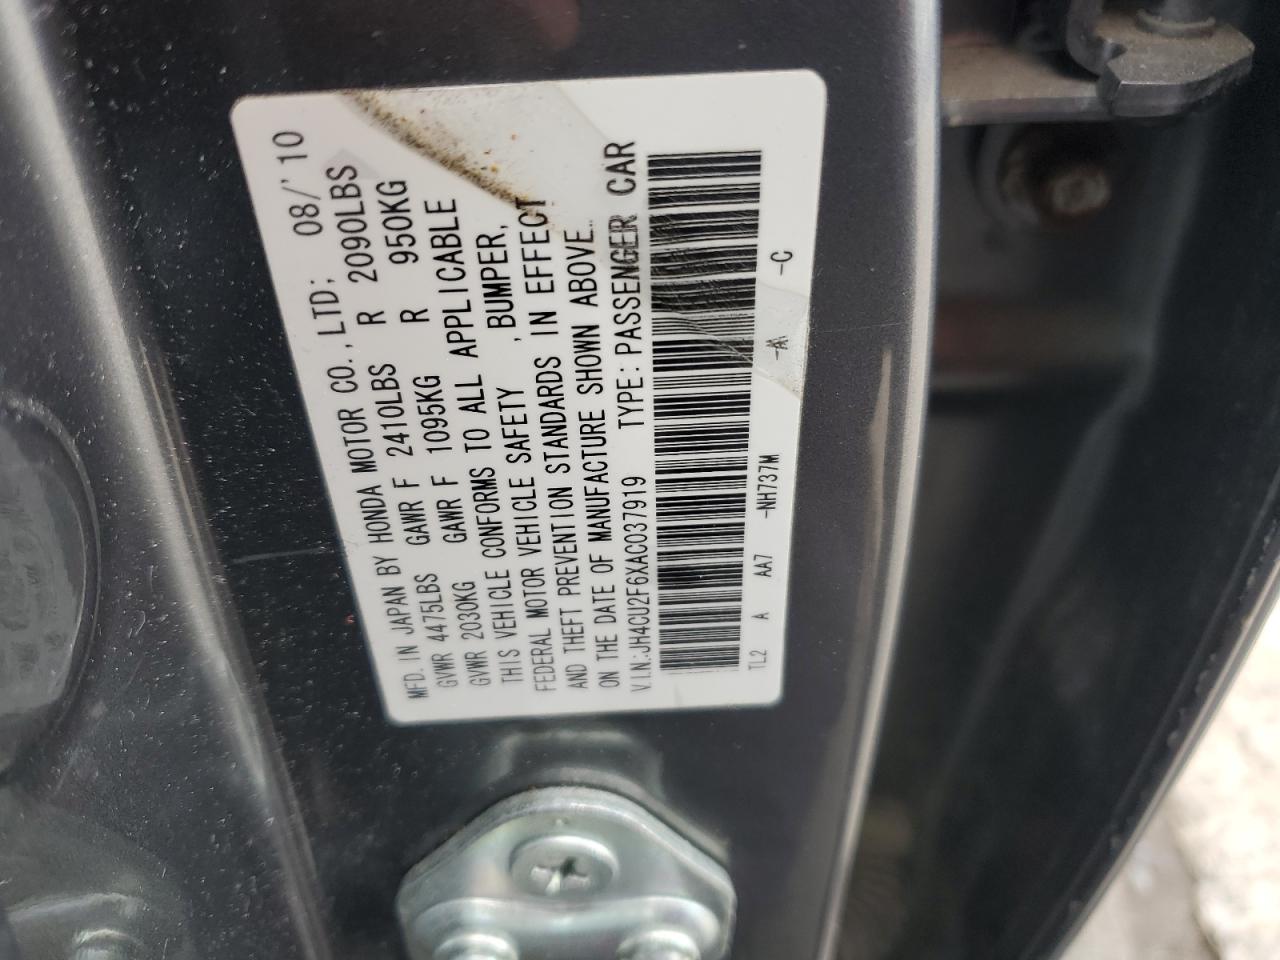 MFD. IN JAPAN BY HONDA MOTOR CO., LTD; 08/'10
GVWR 4475LBS GAWR F 2410LBS R 2090LBS
GVWR 2030KG GAWR F 1095KG R 950KG
THIS VEHICLE CONFORMS TO ALL APPLICABLE
FEDERAL MOTOR VEHICLE SAFETY , BUMPER,
AND THEFT PREVENTION STANDARDS IN EFFECT
ON THE DATE OF MANUFACTURE SHOWN ABOVE.
V.I.N.:JH4CU2F6XAC037919 TYPE:PASSENGER CAR
TL2 A AA7 -NH737M -A -C